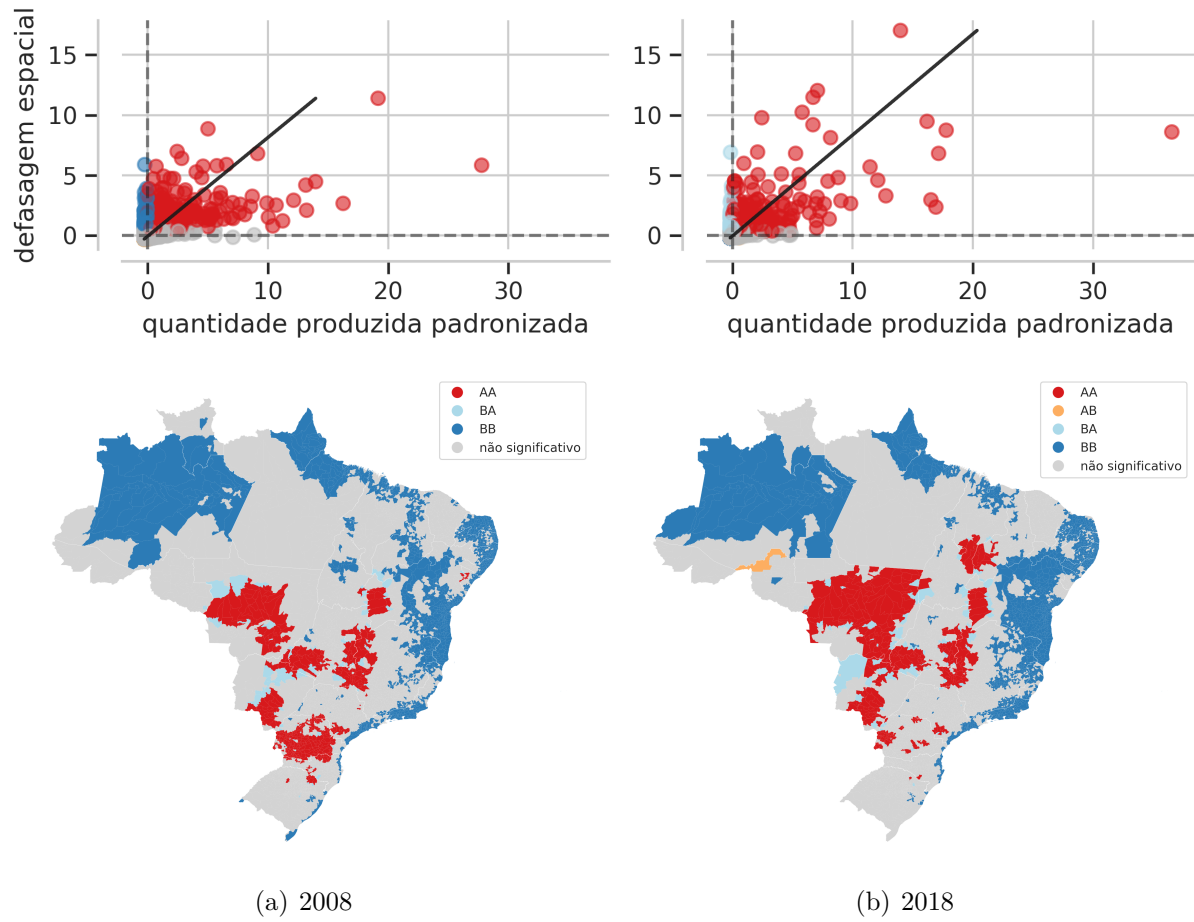 defasagem espacial
15
10
5
0
0
10
20
30
quantidade produzida padronizada
15
10
5
0
0
10
20
30
quantidade produzida padronizada
AA
BA
BB
não significativo
AA
AB
BA
BB
não significativo
(a) 2008
(b) 2018